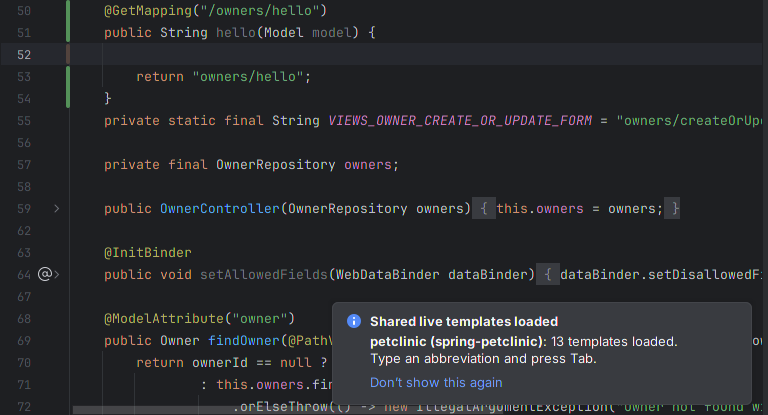 50 @GetMapping("/owners/hello")
51 public String hello(Model model) {
52
53 return "owners/hello";
54 }
55 private static final String VIEWS_OWNER_CREATE_OR_UPDATE_FORM = "owners/createOrUpd
56
57 private final OwnerRepository owners;
58
59 public OwnerController(OwnerRepository owners) { this.owners = owners; }
62
63 @InitBinder
64 @ public void setAllowedFields(WebDataBinder dataBinder) { dataBinder.setDisallowedFi
67
68 @ModelAttribute("owner")
69 public Owner findOwner(@PathV
70 return ownerId == null ?
71 : this.owners.fin
72 .orElseThrow(() -> new IllegalArgumentException("Owner not found w
Shared live templates loaded
petclinic (spring-petclinic): 13 templates loaded.
Type an abbreviation and press Tab.
Don't show this again